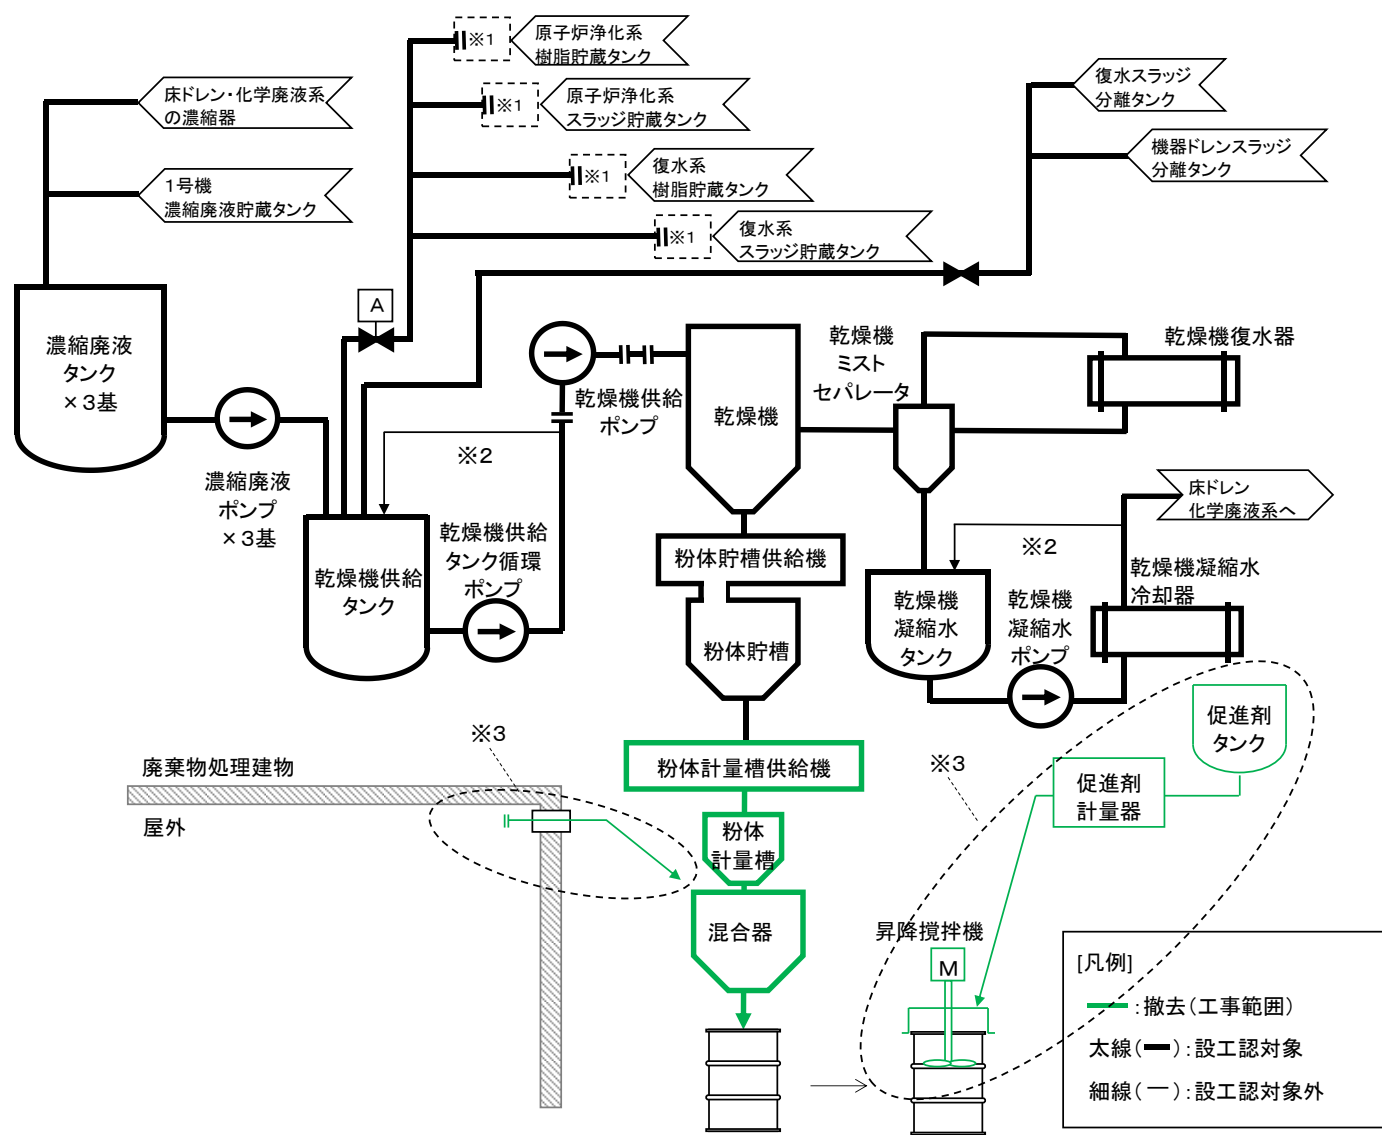 ※1
原子炉浄化系
樹脂貯蔵タンク
※1
原子炉浄化系
スラッジ貯蔵タンク
※1
復水系
樹脂貯蔵タンク
※1
復水系
スラッジ貯蔵タンク
床ドレン・化学廃液系
の濃縮器
1号機
濃縮廃液貯蔵タンク
復水スラッジ
分離タンク
機器ドレンスラッジ
分離タンク
A
濃縮廃液
タンク
×3基
濃縮廃液
ポンプ
×3基
※2
乾燥機供給
タンク
乾燥機供給
タンク循環
ポンプ
乾燥機供給
ポンプ
乾燥機
乾燥機
ミスト
セパレータ
乾燥機復水器
床ドレン
化学廃液系へ
※2
粉体貯槽供給機
粉体貯槽
乾燥機
凝縮水
タンク
乾燥機
凝縮水
ポンプ
乾燥機凝縮水
冷却器
※3
廃棄物処理建物
屋外
粉体計量槽供給機
粉体
計量槽
混合器
※3
促進剤
タンク
促進剤
計量器
昇降撹拌機
M
[凡例]
:撤去(工事範囲)
太線(━):設工認対象
細線(―):設工認対象外